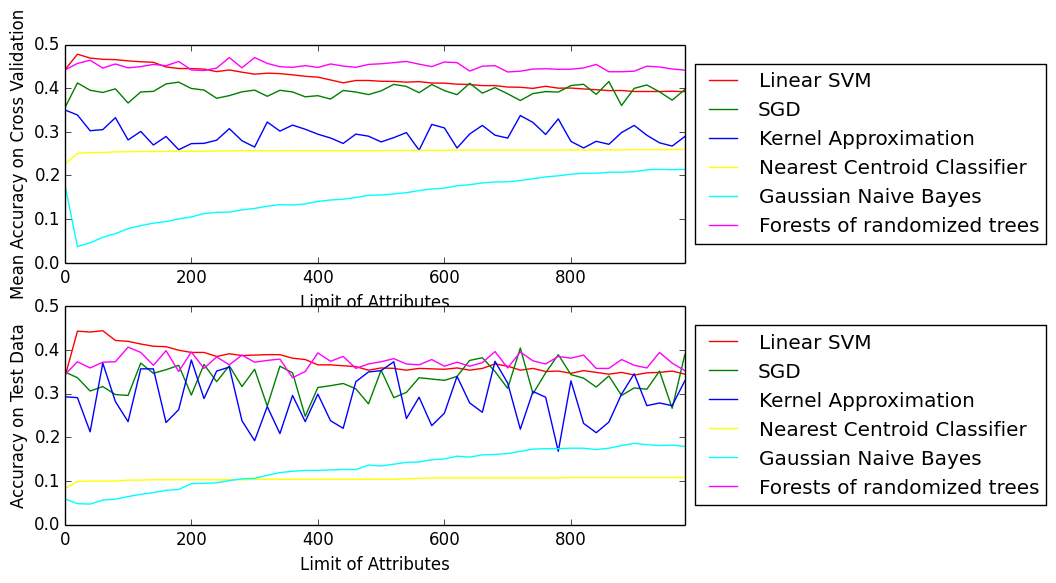 Mean Accuracy on Cross Validation
0.5
0.4
0.3
0.2
0.1
0.0
0 200 400 600 800
Limit of Attributes
Linear SVM
SGD
Kernel Approximation
Nearest Centroid Classifier
Gaussian Naive Bayes
Forests of randomized trees
Accuracy on Test Data
0.5
0.4
0.3
0.2
0.1
0.0
0 200 400 600 800
Limit of Attributes
Linear SVM
SGD
Kernel Approximation
Nearest Centroid Classifier
Gaussian Naive Bayes
Forests of randomized trees